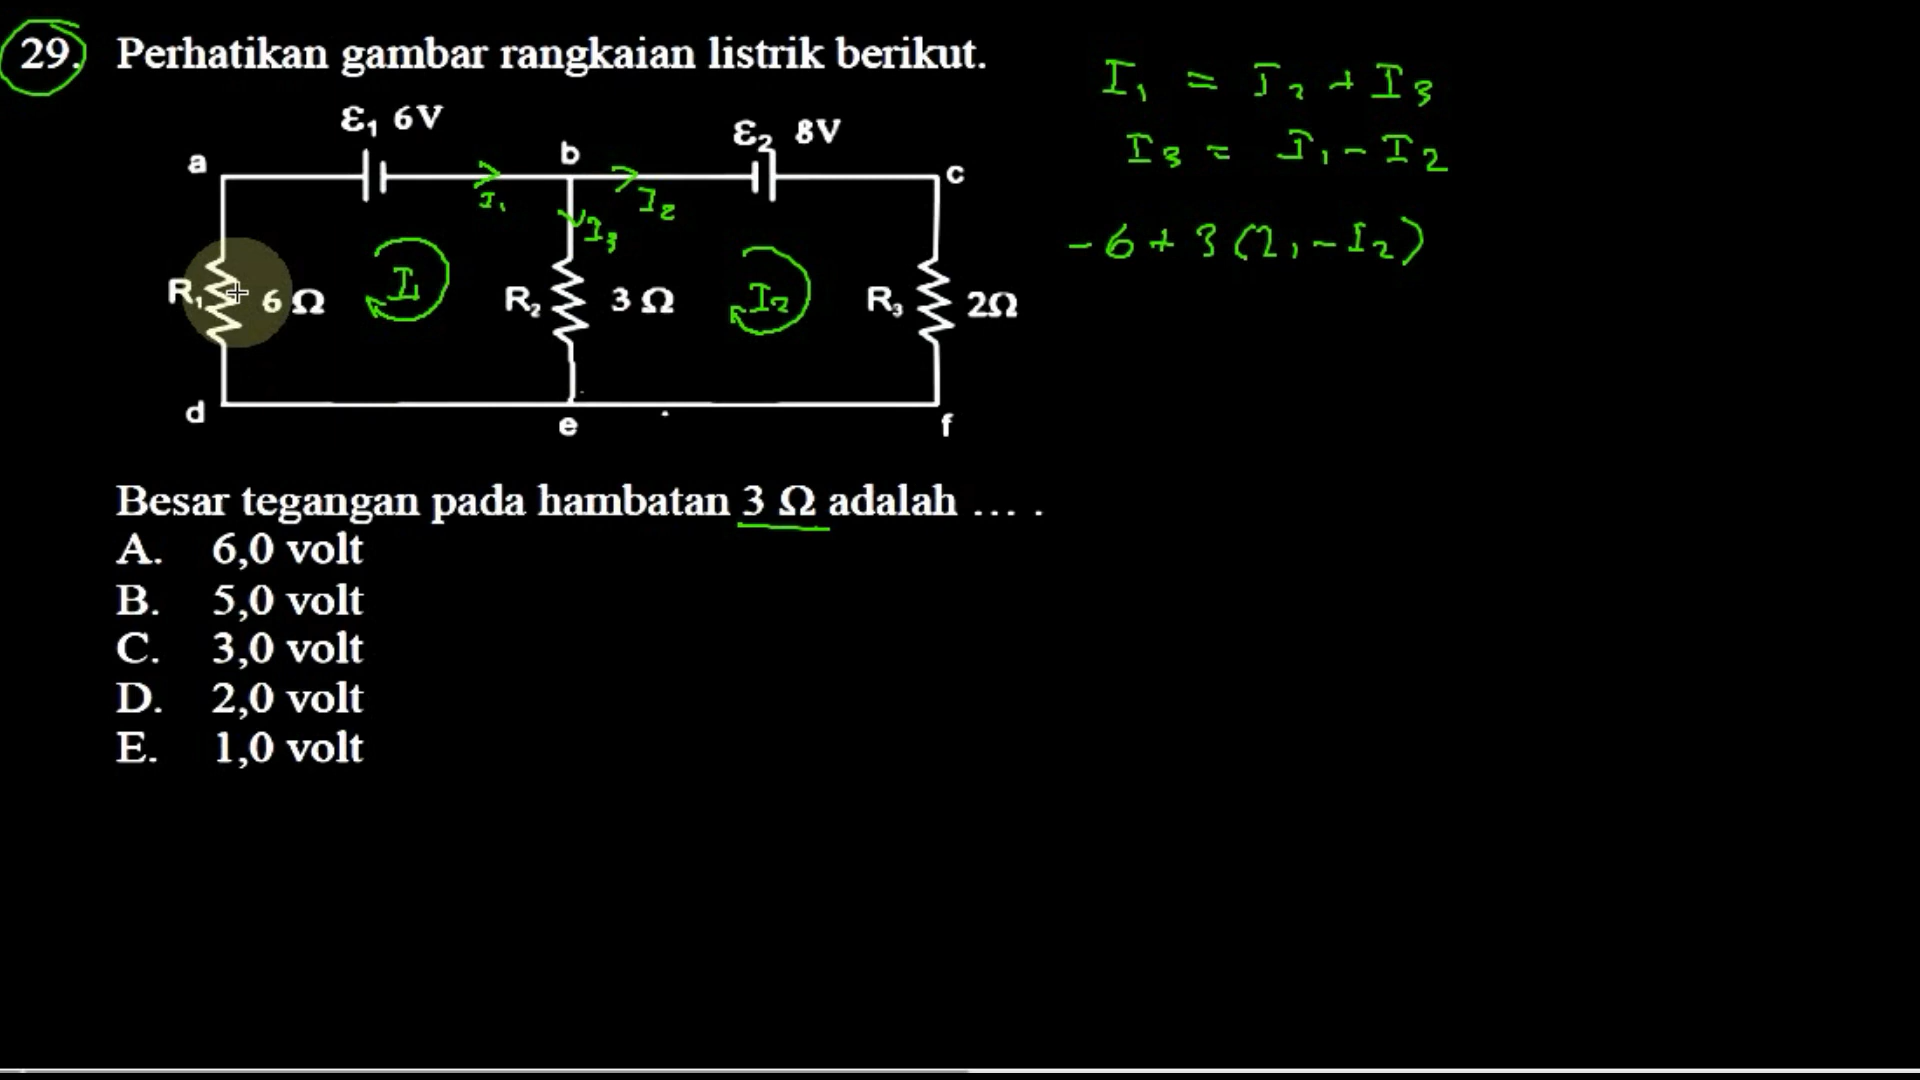 29. Perhatikan gambar rangkaian listrik berikut.
ε₁ 6V
ε₂ 8V
a
b
c
I₁
I₂
I₃
R₁
6 Ω
I₁
R₂
3 Ω
I₂
R₃
2Ω
d
e
f
Besar tegangan pada hambatan 3 Ω adalah ... .
A. 6,0 volt
B. 5,0 volt
C. 3,0 volt
D. 2,0 volt
E. 1,0 volt
I₁ = I₂ + I₃
I₃ = I₁ - I₂
-6 + 3 (I₁ - I₂)